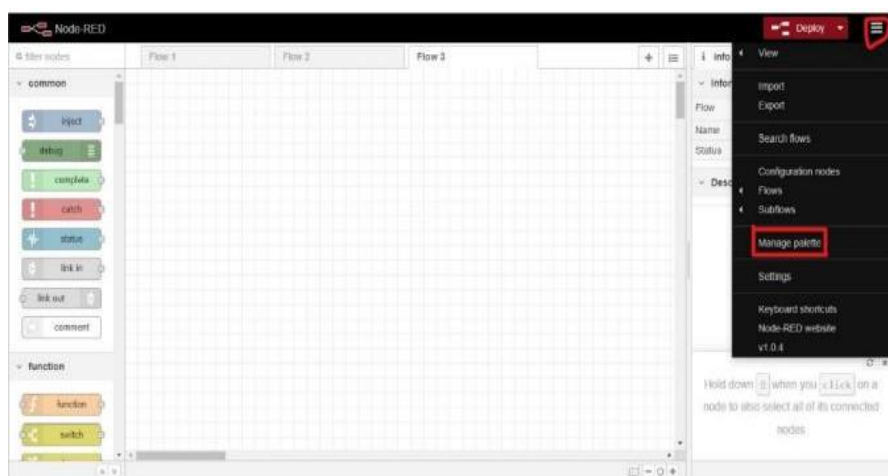 Node-RED
Deploy
filter nodes
Flow 1
Flow 2
Flow 3
common
inject
debug
complete
catch
status
link in
link out
comment
function
function
switch
i info
Infor
Flow
Name
Status
Desc
View
Import
Export
Search flows
Configuration nodes
Flows
Subflows
Manage palette
Settings
Keyboard shortcuts
Node-RED website
v1.0.4
Hold down when you click on a
node to also select all of its connected
nodes